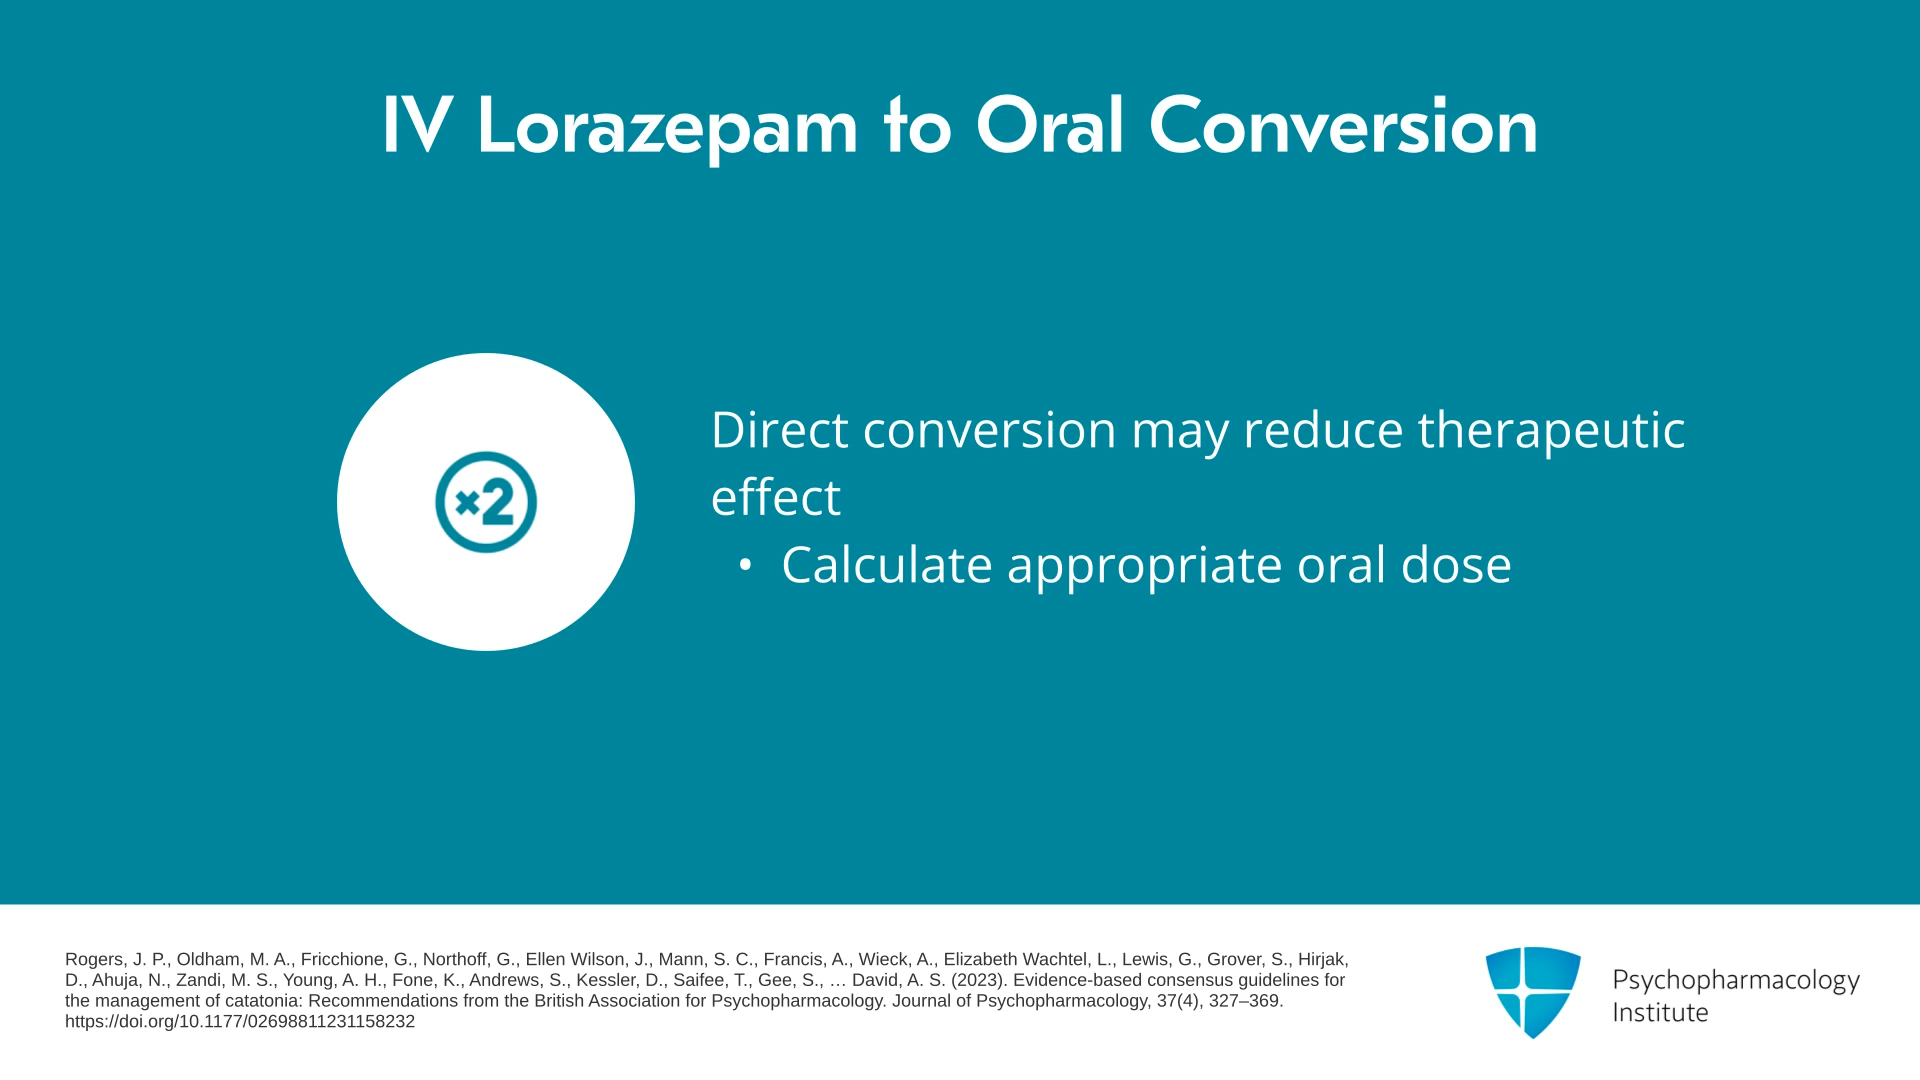 IV Lorazepam to Oral Conversion
×2
Direct conversion may reduce therapeutic
effect
• Calculate appropriate oral dose
Rogers, J. P., Oldham, M. A., Fricchione, G., Northoff, G., Ellen Wilson, J., Mann, S. C., Francis, A., Wieck, A., Elizabeth Wachtel, L., Lewis, G., Grover, S., Hirjak,
D., Ahuja, N., Zandi, M. S., Young, A. H., Fone, K., Andrews, S., Kessler, D., Saifee, T., Gee, S., … David, A. S. (2023). Evidence-based consensus guidelines for
the management of catatonia: Recommendations from the British Association for Psychopharmacology. Journal of Psychopharmacology, 37(4), 327–369.
https://doi.org/10.1177/02698811231158232
Psychopharmacology
Institute